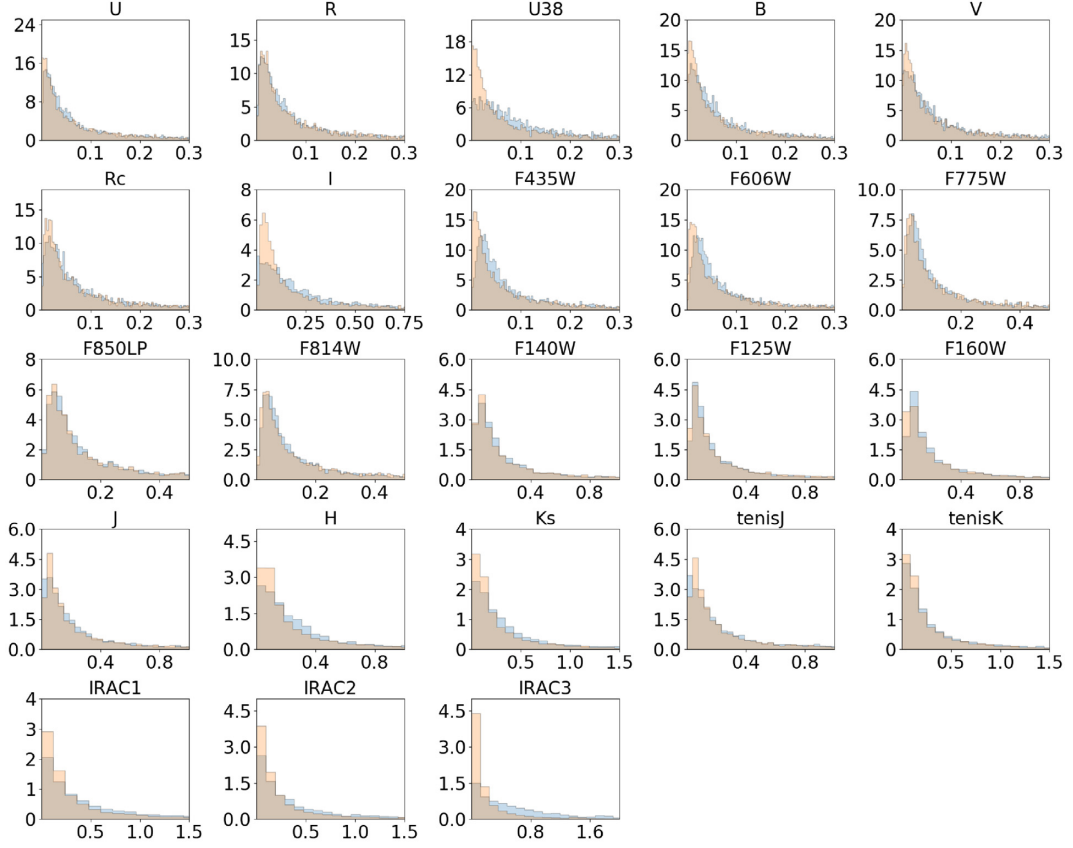 U R U38 B V
24 15 18 20 20
16 10 12 15 15
8 5 6 10 10
0 0 0 5 5
0 0
0.1 0.2 0.3 0.1 0.2 0.3 0.1 0.2 0.3 0.1 0.2 0.3 0.1 0.2 0.3
Rc I F435W F606W F775W
15 8 20 20 10.0
10 6 15 15 7.5
5 4 10 10 5.0
0 2 5 5 2.5
0 0 0 0.0
0.1 0.2 0.3 0.25 0.50 0.75 0.1 0.2 0.3 0.1 0.2 0.3 0.2 0.4
F850LP F814W F140W F125W F160W
8 10.0 6.0 6.0 6.0
6 7.5 4.5 4.5 4.5
4 5.0 3.0 3.0 3.0
2 2.5 1.5 1.5 1.5
0 0.0 0.0 0.0 0.0
0.2 0.4 0.2 0.4 0.4 0.8 0.4 0.8 0.4 0.8
J H Ks tenisJ tenisK
6.0 4.5 4 6.0 4
4.5 3.0 3 4.5 3
3.0 1.5 2 3.0 2
1.5 0.0 1 1.5 1
0.0 0 0.0 0
0.4 0.8 0.4 0.8 0.5 1.0 1.5 0.4 0.8 0.5 1.0 1.5
IRAC1 IRAC2 IRAC3
4 4.5 4.5
3 3.0 3.0
2 1.5 1.5
1 0.0 0.0
0
0.5 1.0 1.5 0.5 1.0 1.5 0.8 1.6